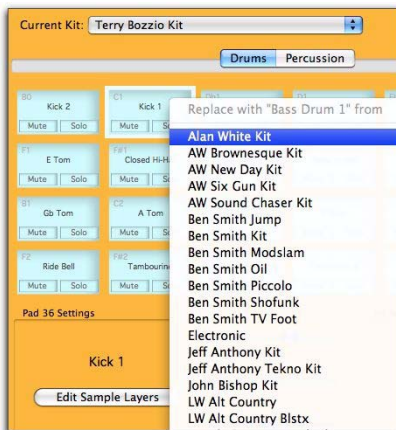 Current Kit: Terry Bozzio Kit
Drums Percussion
B0 C1
Kick 2 Kick 1
Mute Solo Mute
Replace with "Bass Drum 1" from
Alan White Kit
F1 F#1
E Tom Closed Hi-H
Mute Solo Mute
AW Brownesque Kit
AW New Day Kit
AW Six Gun Kit
AW Sound Chaser Kit
B1 C2
Gb Tom A Tom
Mute Solo Mute
Ben Smith Jump
Ben Smith Kit
Ben Smith Modslam
F2 F#2
Ride Bell Tambourine
Mute Solo Mute
Ben Smith Oil
Ben Smith Piccolo
Ben Smith Shofunk
Ben Smith TV Foot
Pad 36 Settings
Kick 1
Edit Sample Layers
Electronic
Jeff Anthony Kit
Jeff Anthony Tekno Kit
John Bishop Kit
LW Alt Country
LW Alt Country Blstx